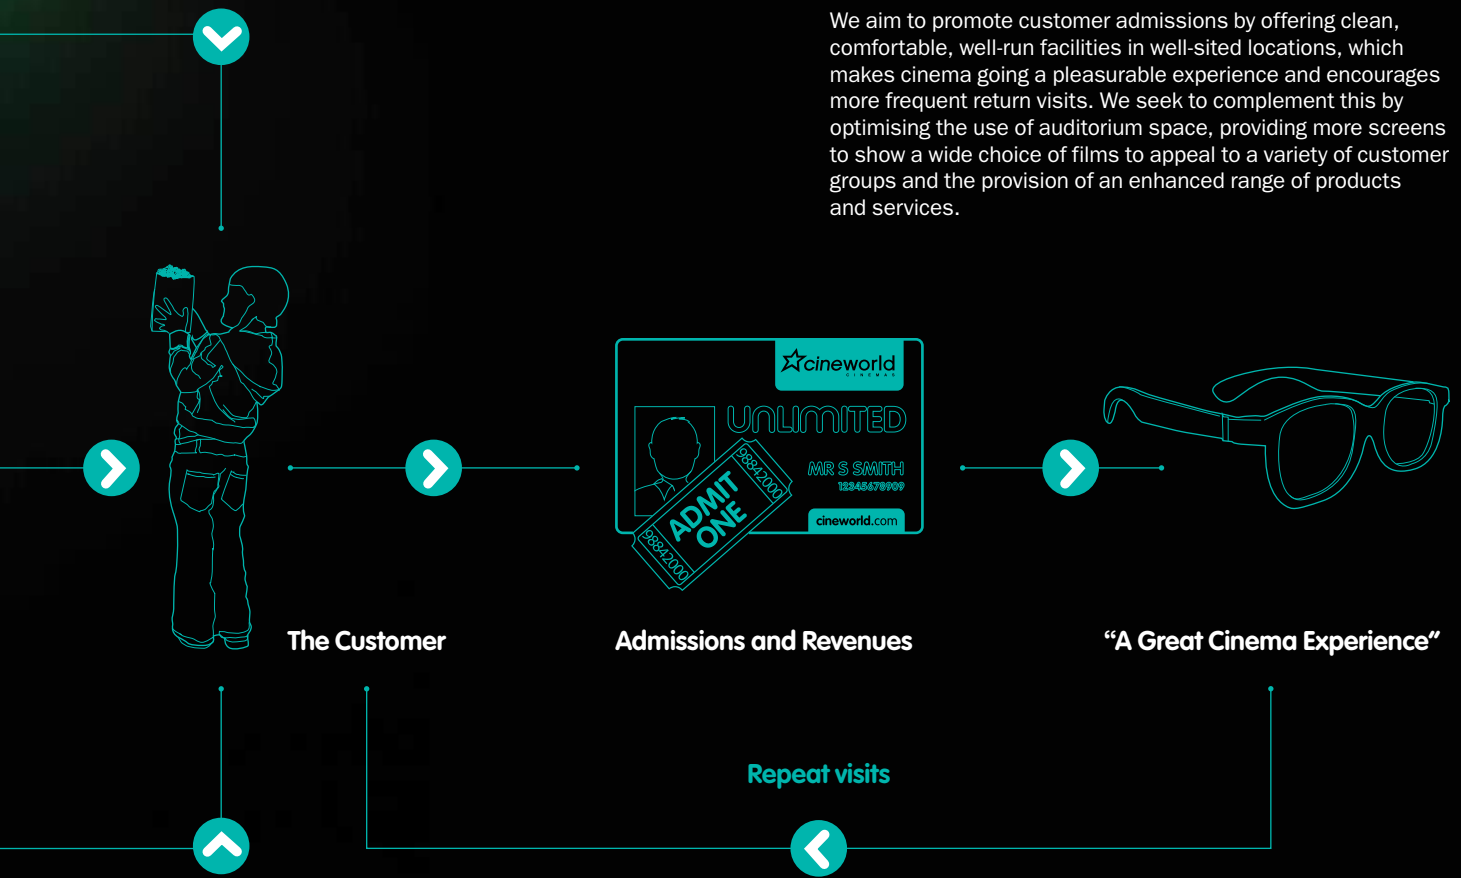 We aim to promote customer admissions by offering clean,
comfortable, well-run facilities in well-sited locations, which
makes cinema going a pleasurable experience and encourages
more frequent return visits. We seek to complement this by
optimising the use of auditorium space, providing more screens
to show a wide choice of films to appeal to a variety of customer
groups and the provision of an enhanced range of products
and services.
cineworld
CINEMAS
UNLIMITED
MR S SMITH
12345678909
cineworld.com
98842000
ADMIT
ONE
98842000
The Customer
Admissions and Revenues
“A Great Cinema Experience”
Repeat visits